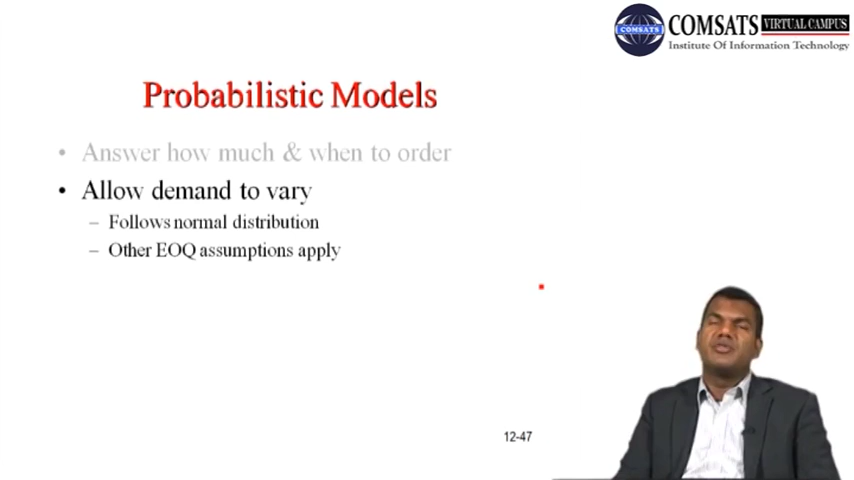 COMSATS
COMSATS VIRTUAL CAMPUS
Institute Of Information Technology
Probabilistic Models
• Answer how much & when to order
• Allow demand to vary
– Follows normal distribution
– Other EOQ assumptions apply
12-47